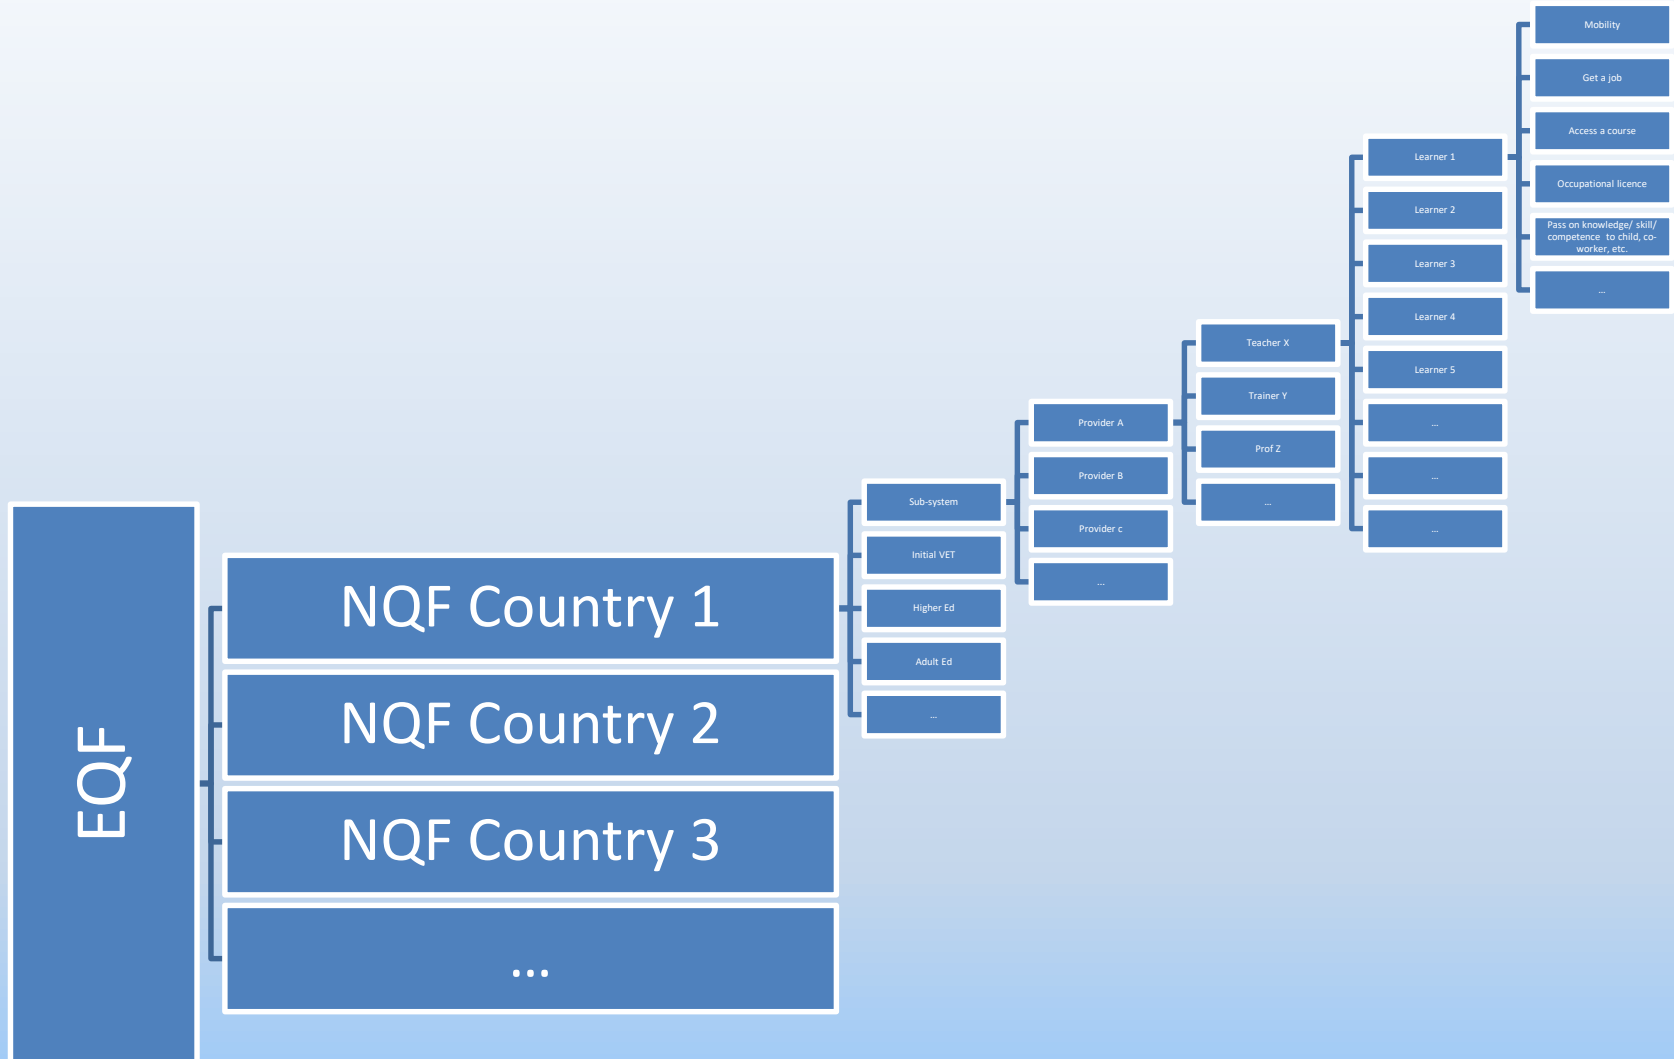 EQF
NQF Country 1
NQF Country 2
NQF Country 3
...
Sub-system
Initial VET
Higher Ed
Adult Ed
...
Provider A
Provider B
Provider c
...
Teacher X
Trainer Y
Prof Z
...
Learner 1
Learner 2
Learner 3
Learner 4
Learner 5
...
...
...
Mobility
Get a job
Access a course
Occupational licence
Pass on knowledge/ skill/
competence to child, co-
worker, etc.
...